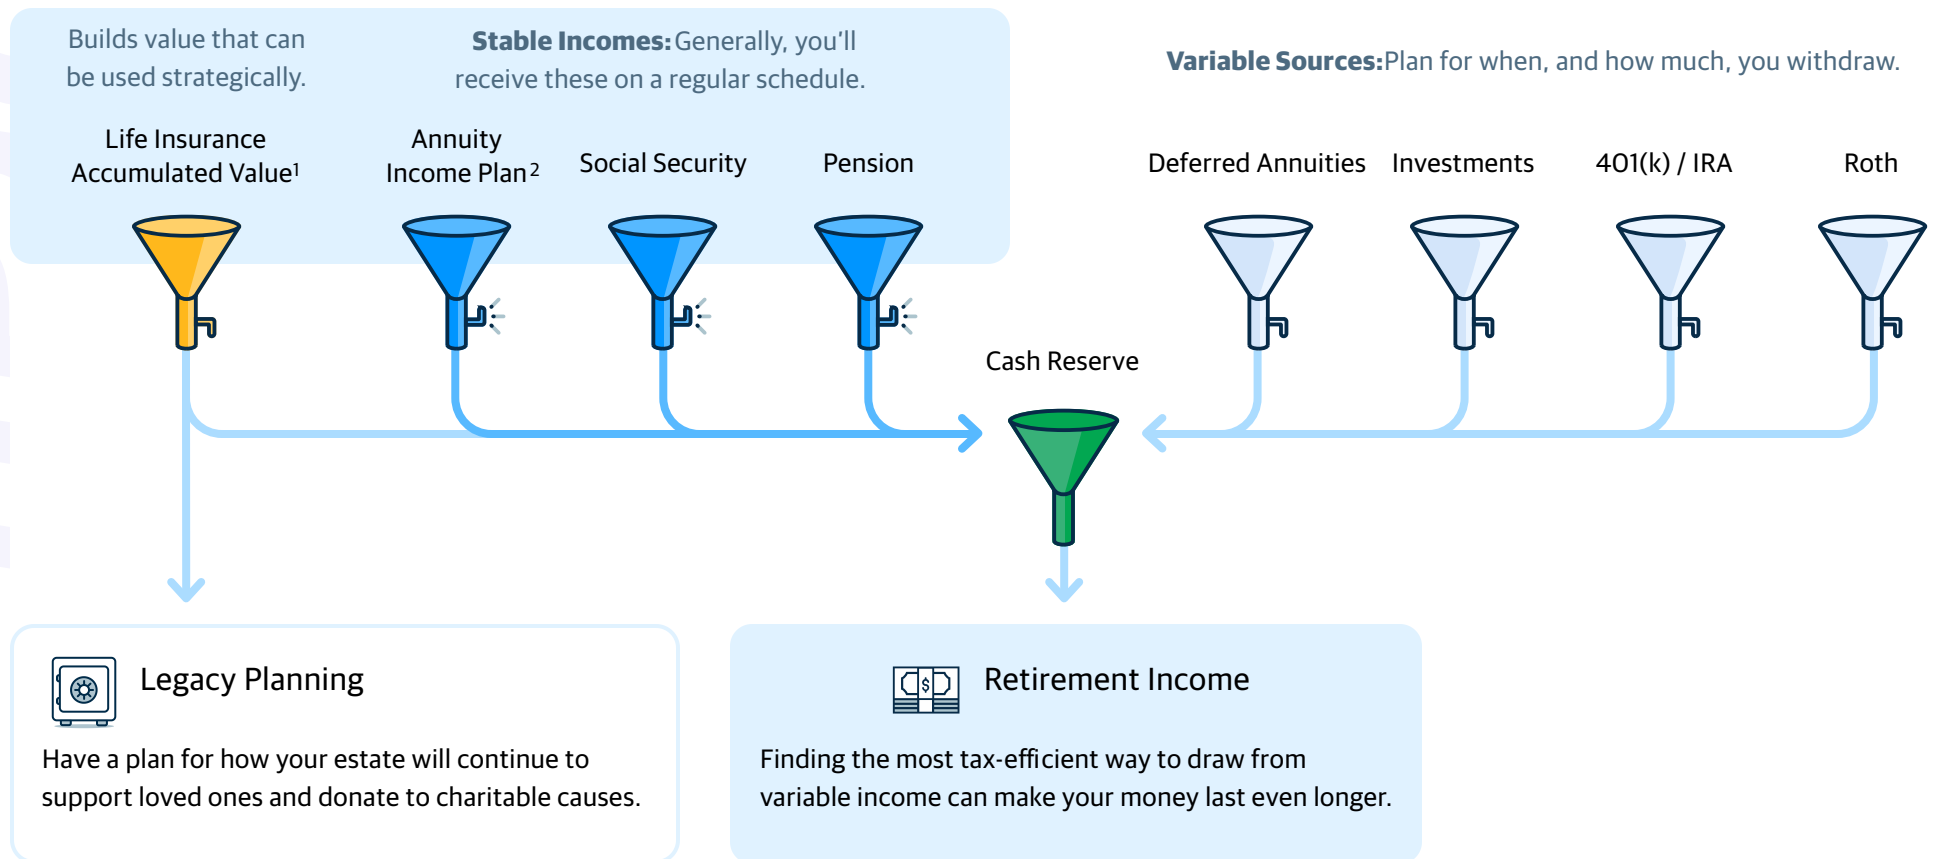 Builds value that can
be used strategically.
Stable Incomes: Generally, you'll
receive these on a regular schedule.
Variable Sources: Plan for when, and how much, you withdraw.
Life Insurance
Accumulated Value¹
Annuity
Income Plan²
Social Security
Pension
Deferred Annuities
Investments
401(k) / IRA
Roth
Cash Reserve
Legacy Planning
Have a plan for how your estate will continue to
support loved ones and donate to charitable causes.
$
Retirement Income
Finding the most tax-efficient way to draw from
variable income can make your money last even longer.